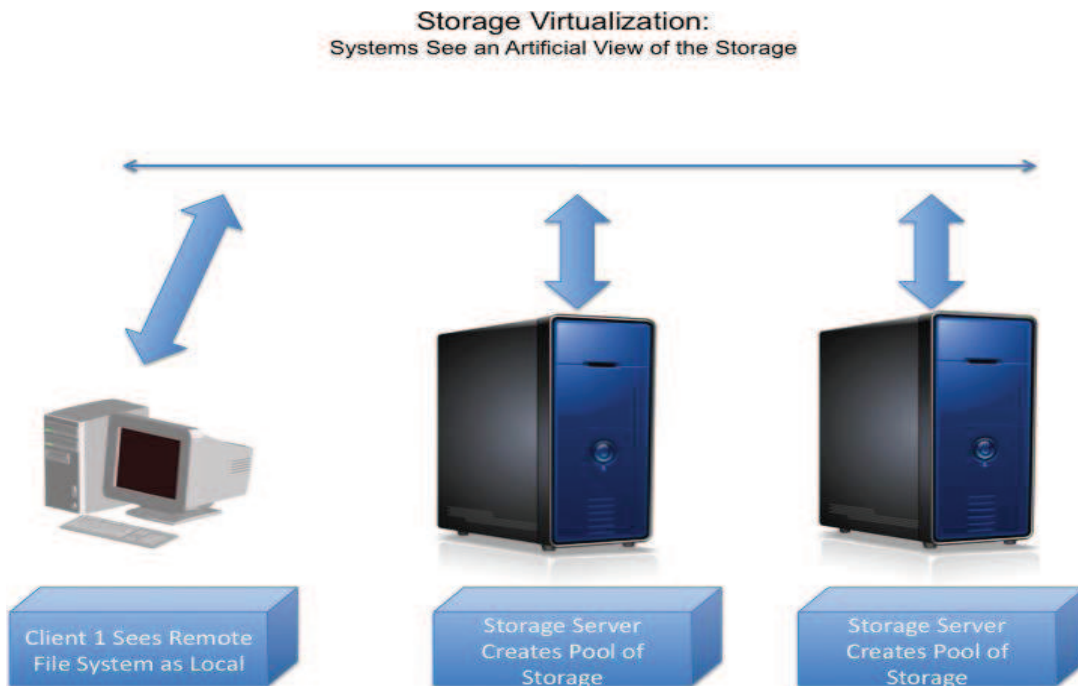 Storage Virtualization:
Systems See an Artificial View of the Storage
Client 1 Sees Remote
File System as Local
Storage Server
Creates Pool of
Storage
Storage Server
Creates Pool of
Storage